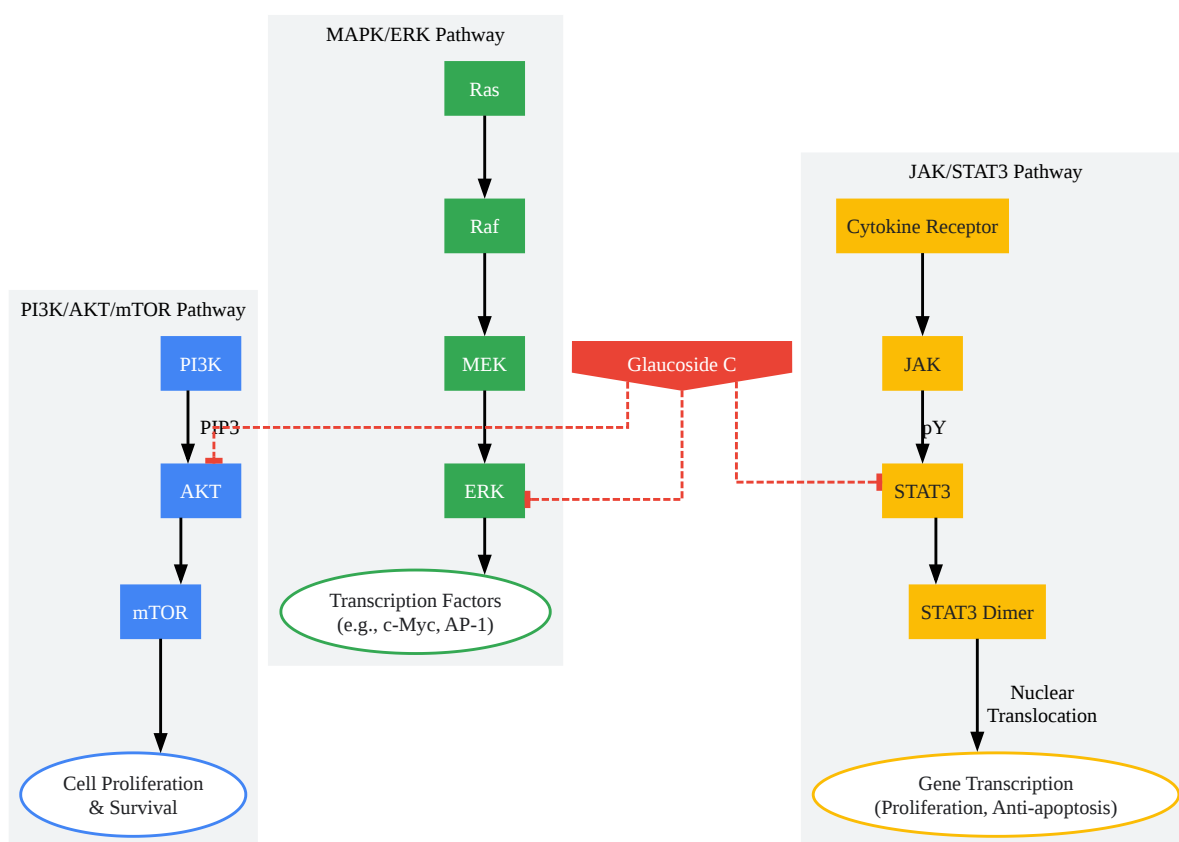 MAPK/ERK Pathway
Ras
Raf
MEK
ERK
Transcription Factors
(e.g., c-Myc, AP-1)
PI3K/AKT/mTOR Pathway
PI3K
PIP3
AKT
mTOR
Cell Proliferation
& Survival
Glaucoside C
JAK/STAT3 Pathway
Cytokine Receptor
JAK
pY
STAT3
STAT3 Dimer
Nuclear
Translocation
Gene Transcription
(Proliferation, Anti-apoptosis)